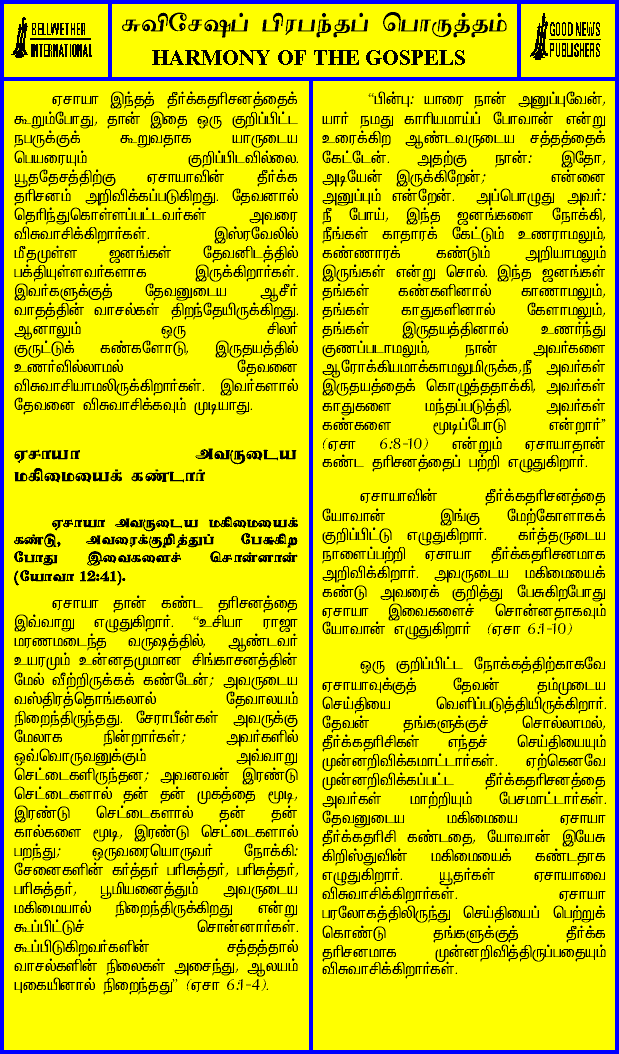 BELLWETHER
INTERNATIONAL
சுவிசேஷப் பிரபந்தப் பொருத்தம்
HARMONY OF THE GOSPELS
GOOD NEWS
PUBLISHERS
ஏசாயா இந்தத் தீர்க்கதரிசனத்தைக்
கூறும்போது, தான் இதை ஒரு குறிப்பிட்ட
நபருக்குக் கூறுவதாக யாருடைய
பெயரையும் குறிப்பிடவில்லை.
யூததேசத்திற்கு ஏசாயாவின் தீர்க்க
தரிசனம் அறிவிக்கப்படுகிறது. தேவனால்
தெரிந்துகொள்ளப்பட்டவர்கள் அவரை
விசுவாசிக்கிறார்கள். இஸ்ரவேலில்
மீதமுள்ள ஜனங்கள் தேவனிடத்தில்
பக்தியுள்ளவர்களாக இருக்கிறார்கள்.
இவர்களுக்குத் தேவனுடைய ஆசீர்
வாதத்தின் வாசல்கள் திறந்தேயிருக்கிறது.
ஆனாலும் ஒரு சிலர்
குருட்டுக் கண்களோடு, இருதயத்தில்
உணர்வில்லாமல் தேவனை
விசுவாசியாமலிருக்கிறார்கள். இவர்களால்
தேவனை விசுவாசிக்கவும் முடியாது.
ஏசாயா அவருடைய
மகிமையைக் கண்டார்
ஏசாயா அவருடைய மகிமையைக்
கண்டு, அவரைக்குறித்துப் பேசுகிற
போது இவைகளைச் சொன்னான்
(யோவா 12:41).
ஏசாயா தான் கண்ட தரிசனத்தை
இவ்வாறு எழுதுகிறார். “உசியா ராஜா
மரணமடைந்த வருஷத்தில், ஆண்டவர்
உயரமும் உன்னதமுமான சிங்காசனத்தின்
மேல் வீற்றிருக்கக் கண்டேன்; அவருடைய
வஸ்திரத்தொங்கலால் தேவாலயம்
நிறைந்திருந்தது. சேராபீன்கள் அவருக்கு
மேலாக நின்றார்கள்; அவர்களில்
ஒவ்வொருவனுக்கும் அவ்வாறு
செட்டைகளிருந்தன; அவனவன் இரண்டு
செட்டைகளால் தன் தன் முகத்தை மூடி,
இரண்டு செட்டைகளால் தன் தன்
கால்களை மூடி, இரண்டு செட்டைகளால்
பறந்து; ஒருவரையொருவர் நோக்கி:
சேனைகளின் கர்த்தர் பரிசுத்தர், பரிசுத்தர்,
பரிசுத்தர், பூமியனைத்தும் அவருடைய
மகிமையால் நிறைந்திருக்கிறது என்று
கூப்பிட்டுச் சொன்னார்கள்.
கூப்பிடுகிறவர்களின் சத்தத்தால்
வாசல்களின் நிலைகள் அசைந்து, ஆலயம்
புகையினால் நிறைந்தது” (ஏசா 6:1-4).
“பின்பு: யாரை நான் அனுப்புவேன்,
யார் நமது காரியமாய்ப் போவான் என்று
உரைக்கிற ஆண்டவருடைய சத்தத்தைக்
கேட்டேன். அதற்கு நான்: இதோ,
அடியேன் இருக்கிறேன்; என்னை
அனுப்பும் என்றேன். அப்பொழுது அவர்:
நீ போய், இந்த ஜனங்களை நோக்கி,
நீங்கள் காதாரக் கேட்டும் உணராமலும்,
கண்ணாரக் கண்டும் அறியாமலும்
இருங்கள் என்று சொல். இந்த ஜனங்கள்
தங்கள் கண்களினால் காணாமலும்,
தங்கள் காதுகளினால் கேளாமலும்,
தங்கள் இருதயத்தினால் உணர்ந்து
குணப்படாமலும், நான் அவர்களை
ஆரோக்கியமாக்காமலுமிருக்க,நீ அவர்கள்
இருதயத்தைக் கொழுத்ததாக்கி, அவர்கள்
காதுகளை மந்தப்படுத்தி, அவர்கள்
கண்களை மூடிப்போடு என்றார்”
(ஏசா 6:8-10) என்றும் ஏசாயாதான்
கண்ட தரிசனத்தைப் பற்றி எழுதுகிறார்.
ஏசாயாவின் தீர்க்கதரிசனத்தை
யோவான் இங்கு மேற்கோளாகக்
குறிப்பிட்டு எழுதுகிறார். கர்த்தருடைய
நாளைப்பற்றி ஏசாயா தீர்க்கதரிசனமாக
அறிவிக்கிறார். அவருடைய மகிமையைக்
கண்டு அவரைக் குறித்து பேசுகிறபோது
ஏசாயா இவைகளைச் சொன்னதாகவும்
யோவான் எழுதுகிறார் (ஏசா 6:1-10)
ஒரு குறிப்பிட்ட நோக்கத்திற்காகவே
ஏசாயாவுக்குத் தேவன் தம்முடைய
செய்தியை வெளிப்படுத்தியிருக்கிறார்.
தேவன் தங்களுக்குச் சொல்லாமல்,
தீர்க்கதரிசிகள் எந்தச் செய்தியையும்
முன்னறிவிக்கமாட்டார்கள். ஏற்கெனவே
முன்னறிவிக்கப்பட்ட தீர்க்கதரிசனத்தை
அவர்கள் மாற்றியும் பேசமாட்டார்கள்.
தேவனுடைய மகிமையை ஏசாயா
தீர்க்கதரிசி கண்டதை, யோவான் இயேசு
கிறிஸ்துவின் மகிமையைக் கண்டதாக
எழுதுகிறார். யூதர்கள் ஏசாயாவை
விசுவாசிக்கிறார்கள். ஏசாயா
பரலோகத்திலிருந்து செய்தியைப் பெற்றுக்
கொண்டு தங்களுக்குத் தீர்க்க
தரிசனமாக முன்னறிவித்திருப்பதையும்
விசுவாசிக்கிறார்கள்.